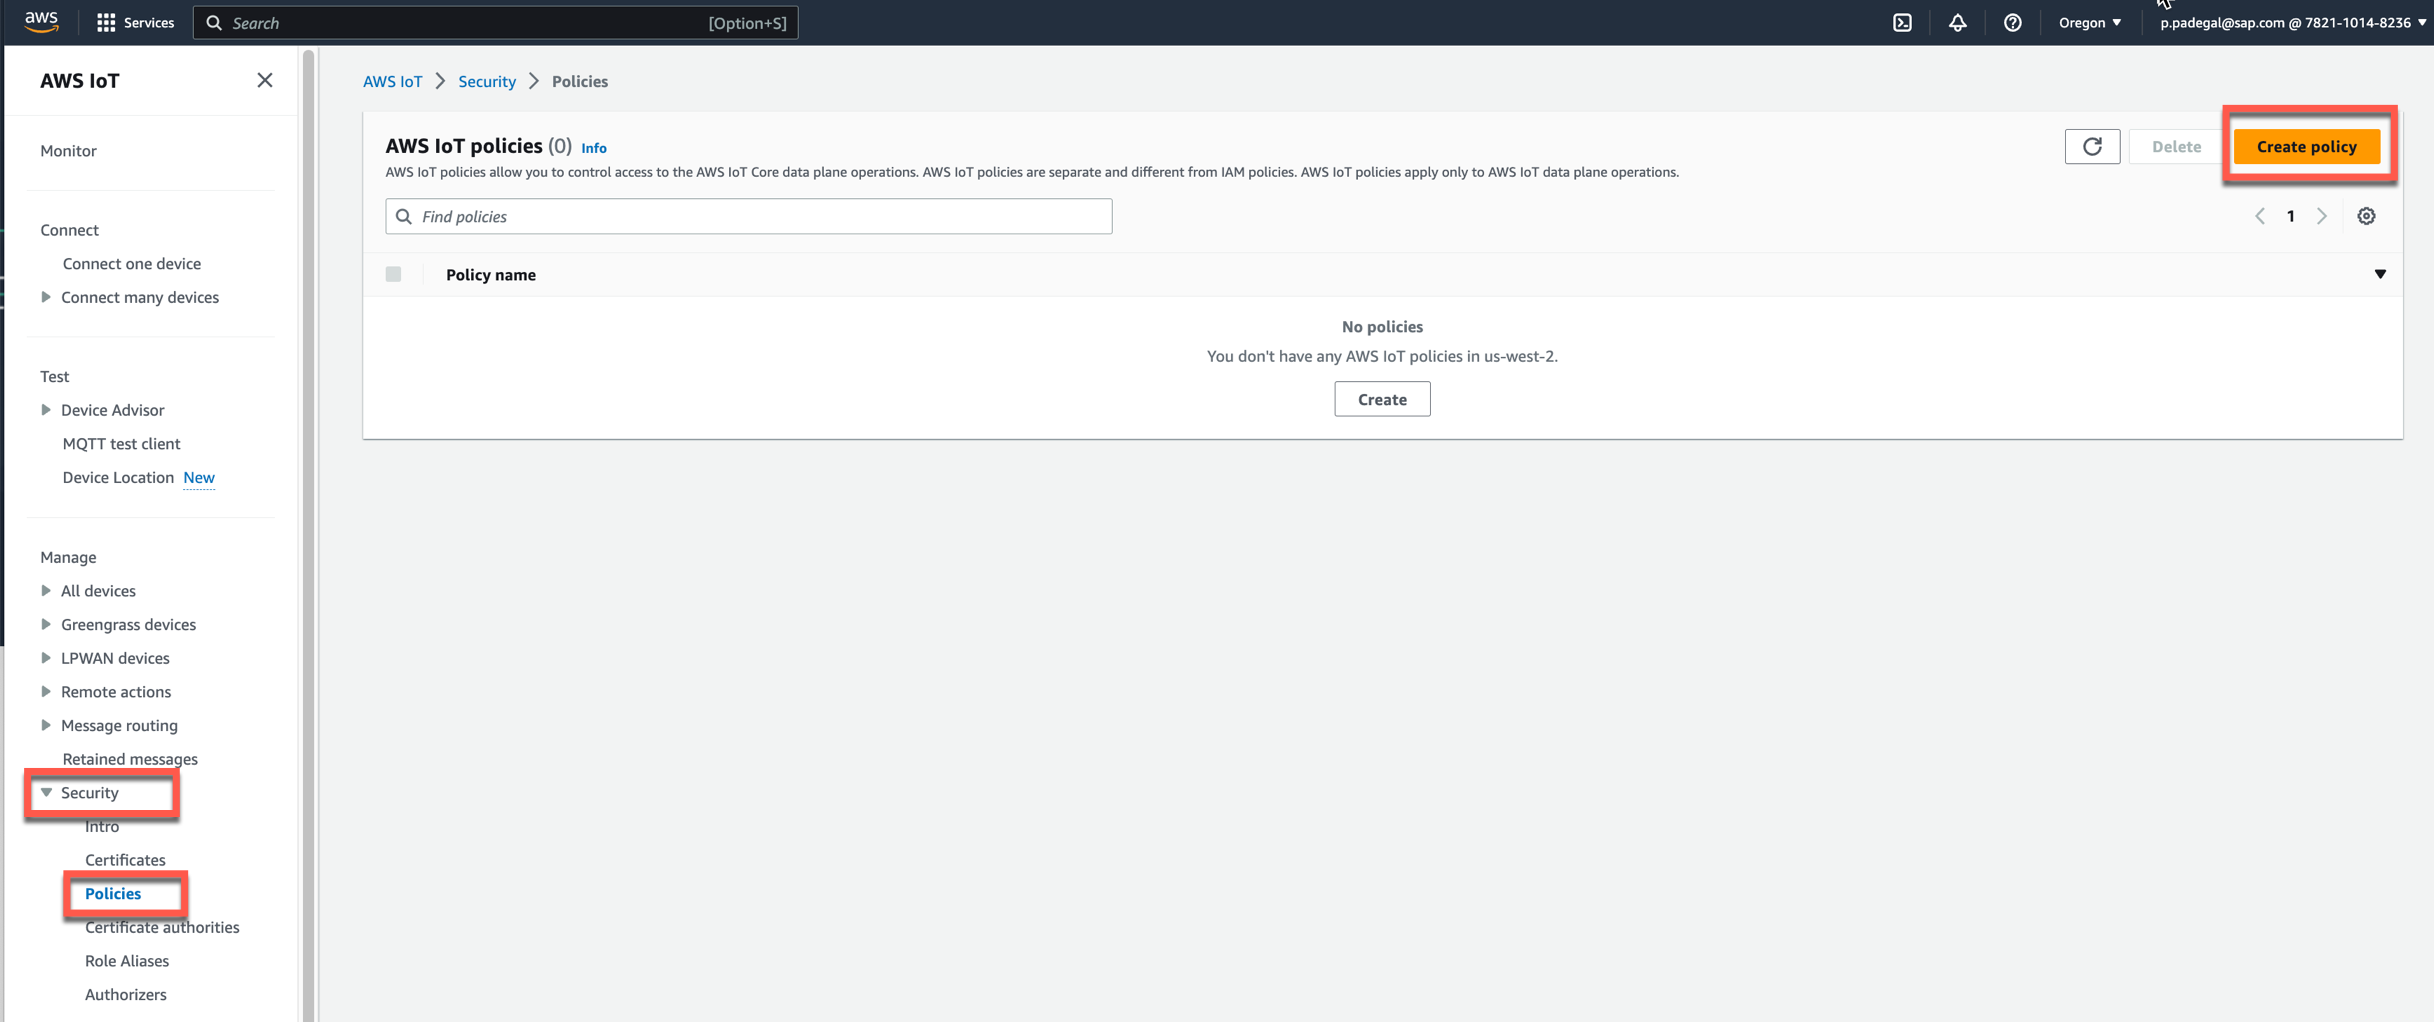 aws Services Search [Option+S] Oregon ▼ p.padegal@sap.com @ 7821-1014-8236 ▼
AWS IoT
Monitor
Connect
Connect one device
Connect many devices
Test
Device Advisor
MQTT test client
Device Location New
Manage
All devices
Greengrass devices
LPWAN devices
Remote actions
Message routing
Retained messages
Security
Intro
Certificates
Policies
Certificate authorities
Role Aliases
Authorizers
AWS IoT > Security > Policies
AWS IoT policies (0) Info
Delete Create policy
AWS IoT policies allow you to control access to the AWS IoT Core data plane operations. AWS IoT policies are separate and different from IAM policies. AWS IoT policies apply only to AWS IoT data plane operations.
Find policies
1
Policy name
No policies
You don't have any AWS IoT policies in us-west-2.
Create